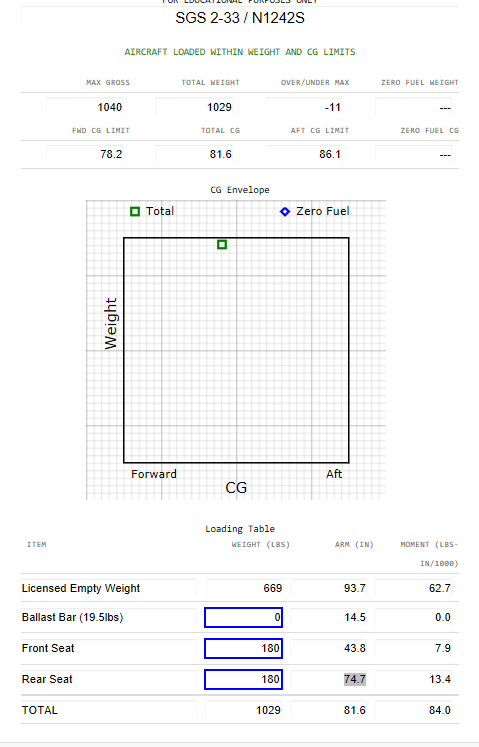 FOR EDUCATIONAL PURPOSES ONLY
SGS 2-33 / N1242S
AIRCRAFT LOADED WITHIN WEIGHT AND CG LIMITS
MAX GROSS TOTAL WEIGHT OVER/UNDER MAX ZERO FUEL WEIGHT
1040 1029 -11 ---
FWD CG LIMIT TOTAL CG AFT CG LIMIT ZERO FUEL CG
78.2 81.6 86.1 ---
CG Envelope
Total Zero Fuel
Weight
Forward Aft
CG
Loading Table
ITEM WEIGHT (LBS) ARM (IN) MOMENT (LBS-
IN/1000)
Licensed Empty Weight 669 93.7 62.7
Ballast Bar (19.5lbs) 0 14.5 0.0
Front Seat 180 43.8 7.9
Rear Seat 180 74.7 13.4
TOTAL 1029 81.6 84.0